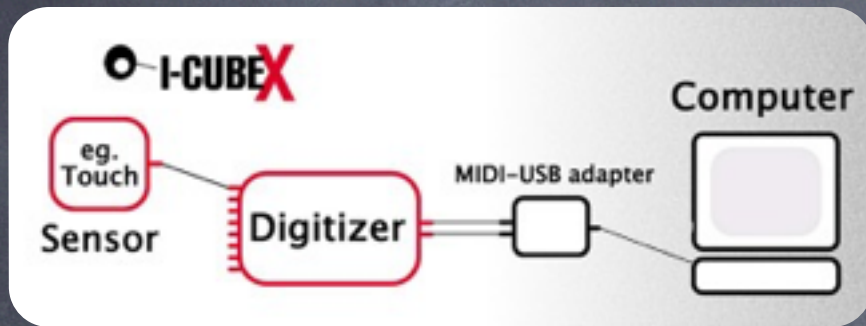 I-CUBEX
Computer
eg.
Touch
MIDI-USB adapter
Sensor
Digitizer